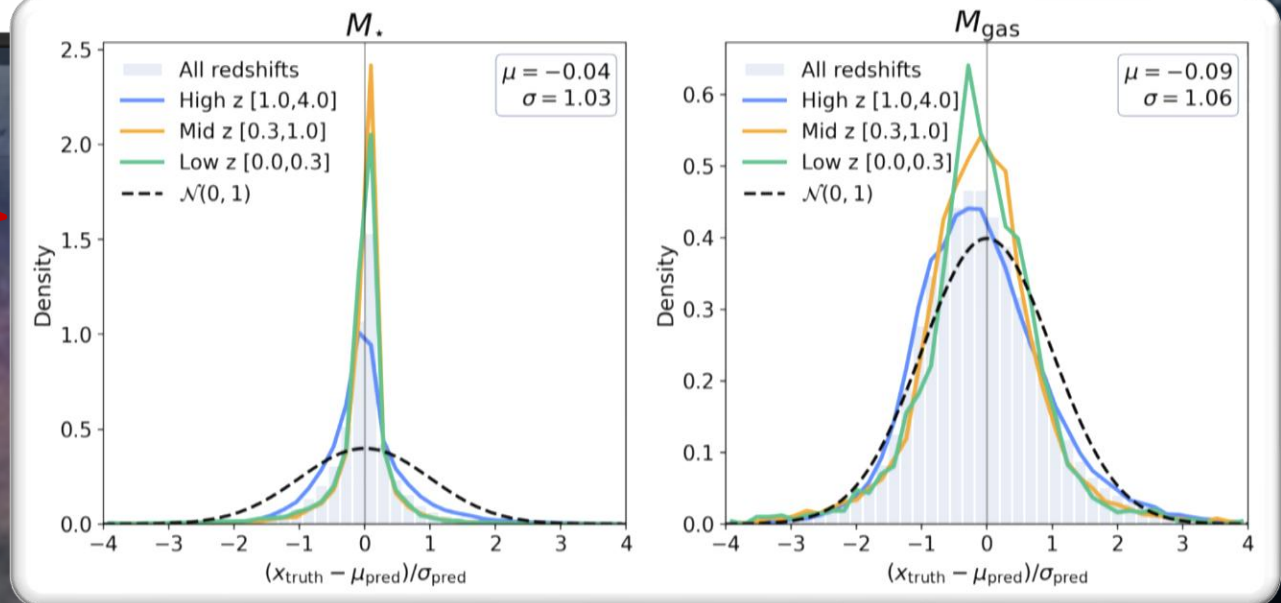 M⋆
2.5
2.0
1.5
1.0
0.5
0.0
Density
All redshifts
High z [1.0,4.0]
Mid z [0.3,1.0]
Low z [0.0,0.3]
𝒩(0, 1)
μ = −0.04
σ = 1.03
−4 −3 −2 −1 0 1 2 3 4
(x_truth − μ_pred)/σ_pred
M_gas
0.6
0.5
0.4
0.3
0.2
0.1
0.0
Density
All redshifts
High z [1.0,4.0]
Mid z [0.3,1.0]
Low z [0.0,0.3]
𝒩(0, 1)
μ = −0.09
σ = 1.06
−4 −3 −2 −1 0 1 2 3 4
(x_truth − μ_pred)/σ_pred